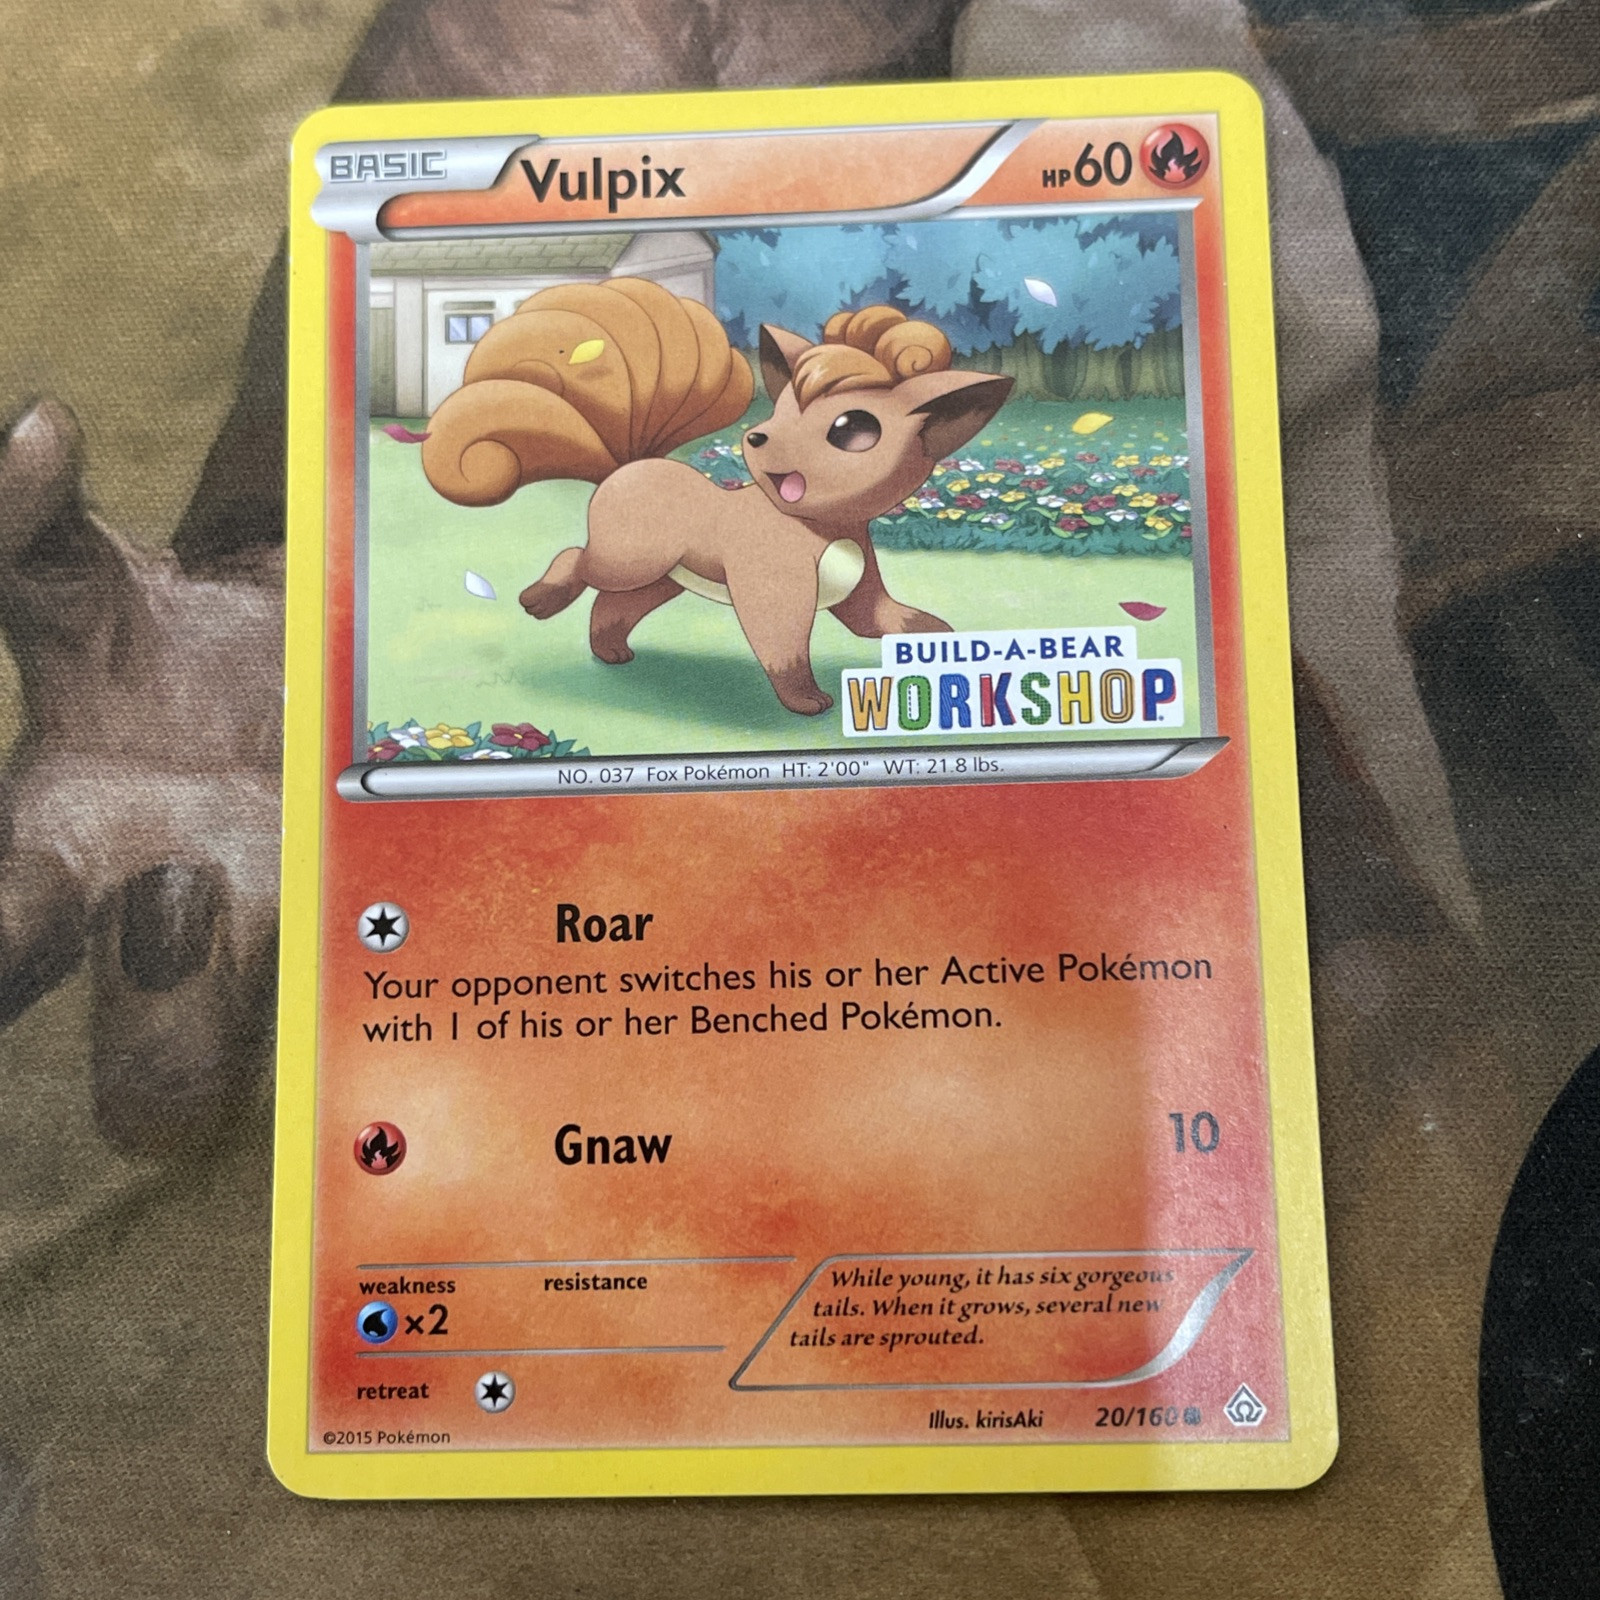 BASIC
Vulpix
HP60
BUILD-A-BEAR
WORKSHOP
NO. 037 Fox Pokémon HT: 2'00" WT: 21.8 lbs.
Roar
Your opponent switches his or her Active Pokémon
with 1 of his or her Benched Pokémon.
Gnaw 10
weakness resistance
×2
While young, it has six gorgeous
tails. When it grows, several new
tails are sprouted.
retreat
Illus. kirisAki 20/160
©2015 Pokémon